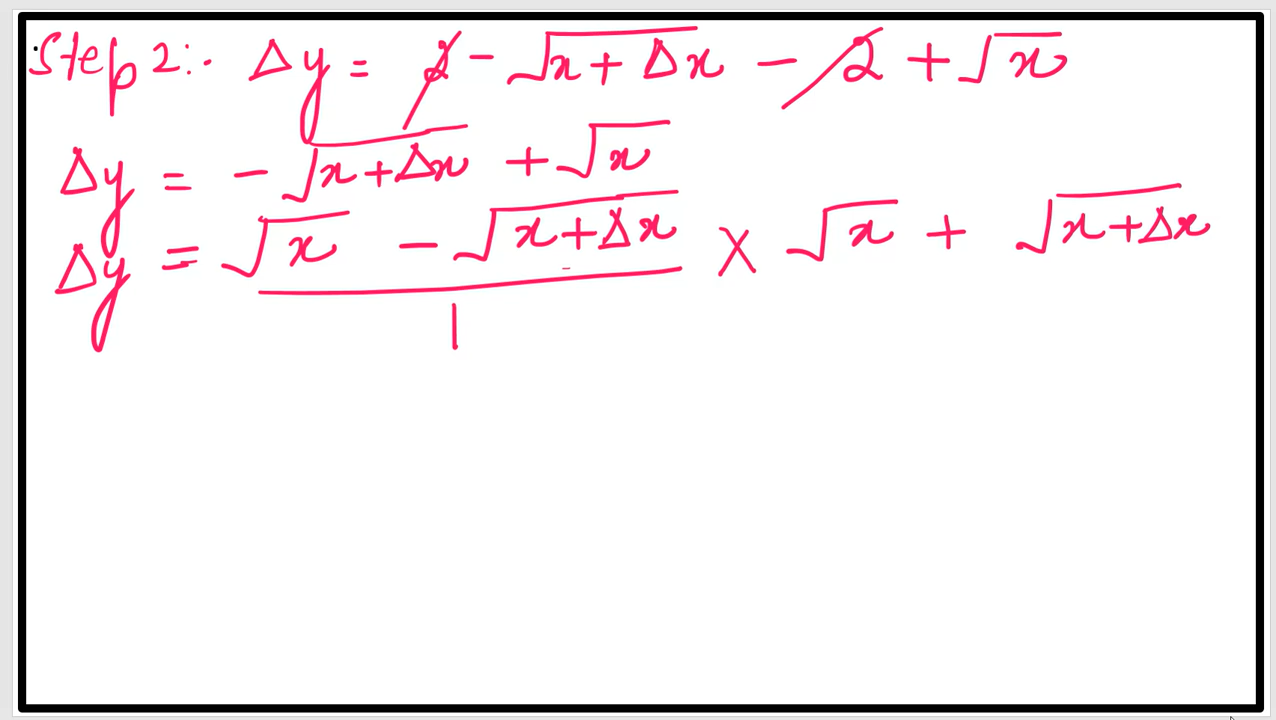 Step 2:- Δy = 2 - √(x + Δx) - 2 + √x
Δy = - √(x+Δx) + √x
Δy = √x - √(x+Δx) / 1 × √x + √(x+Δx)